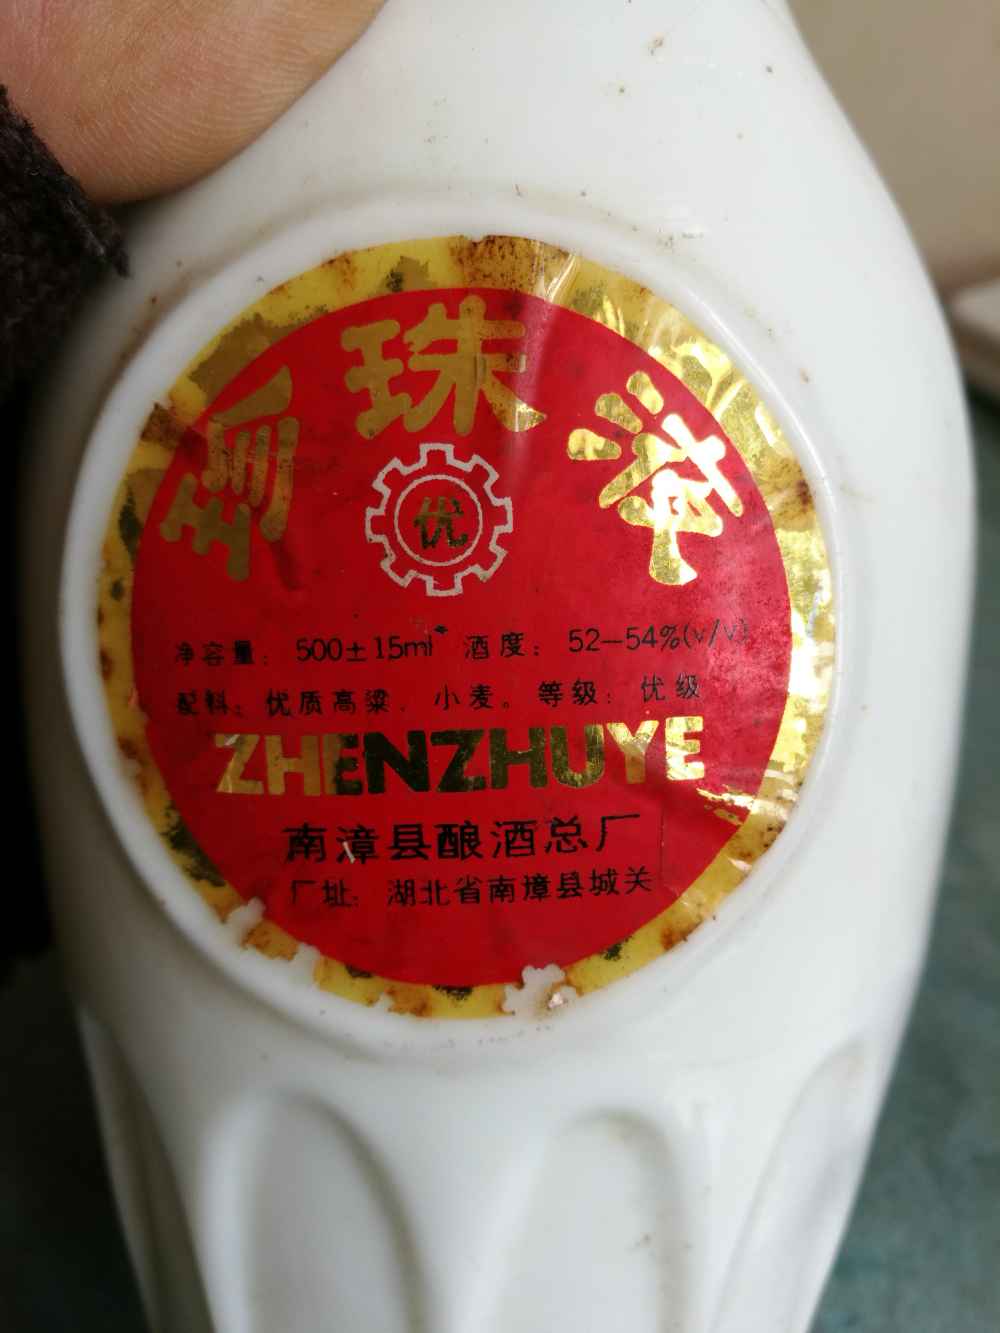 珍珠液
优
净容量：500±15ml 酒度：52—54%(v/v)
配料：优质高粱、小麦。等级：优级
ZHENZHUYE
南漳县酿酒总厂
厂址：湖北省南漳县城关